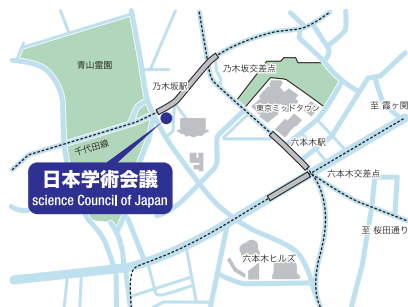 青山霊園
乃木坂駅
乃木坂交差点
東京ミッドタウン
至 霞ヶ関
千代田線
六本木駅
日本学術会議
science Council of Japan
六本木交差点
至 桜田通り
六本木ヒルズ